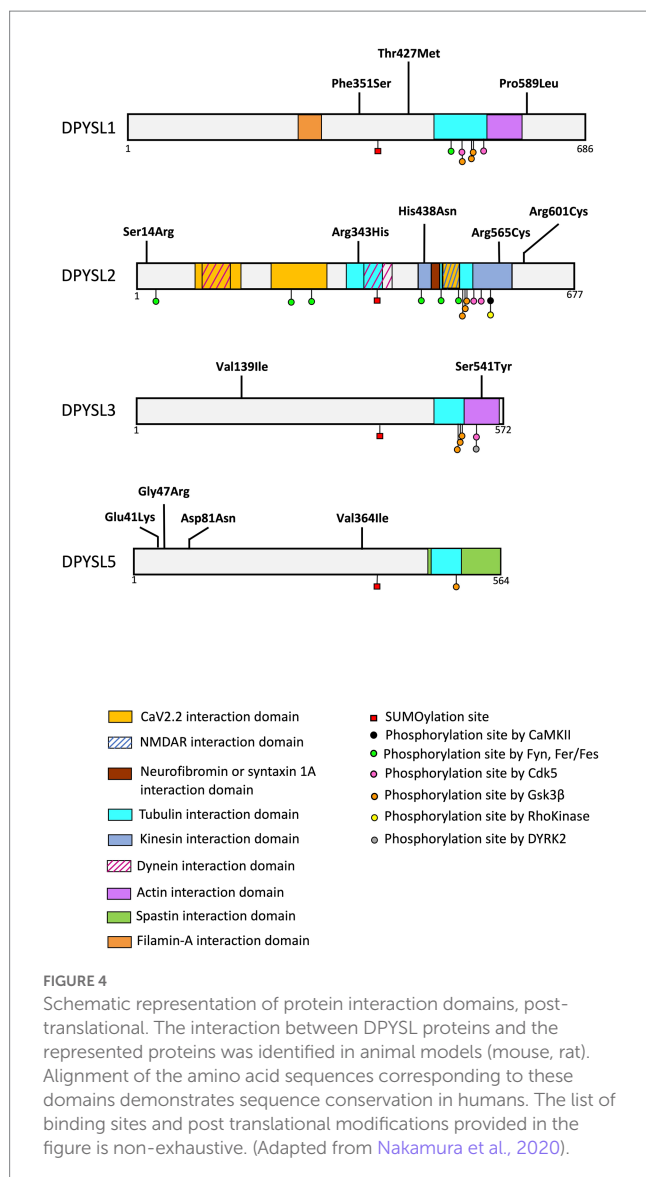 Thr427Met
Phe351Ser
Pro589Leu
DPYSL1
1
686
His438Asn
Arg601Cys
Ser14Arg
Arg343His
Arg565Cys
DPYSL2
1
677
Val139Ile
Ser541Tyr
DPYSL3
1
572
Gly47Arg
Glu41Lys
Asp81Asn
Val364Ile
DPYSL5
1
564
CaV2.2 interaction domain
NMDAR interaction domain
Neurofibromin or syntaxin 1A
interaction domain
Tubulin interaction domain
Kinesin interaction domain
Dynein interaction domain
Actin interaction domain
Spastin interaction domain
Filamin-A interaction domain
SUMOylation site
Phosphorylation site by CaMKII
Phosphorylation site by Fyn, Fer/Fes
Phosphorylation site by Cdk5
Phosphorylation site by Gsk3β
Phosphorylation site by RhoKinase
Phosphorylation site by DYRK2
FIGURE 4
Schematic representation of protein interaction domains, post-
translational. The interaction between DPYSL proteins and the
represented proteins was identified in animal models (mouse, rat).
Alignment of the amino acid sequences corresponding to these
domains demonstrates sequence conservation in humans. The list of
binding sites and post translational modifications provided in the
figure is non-exhaustive. (Adapted from Nakamura et al., 2020).